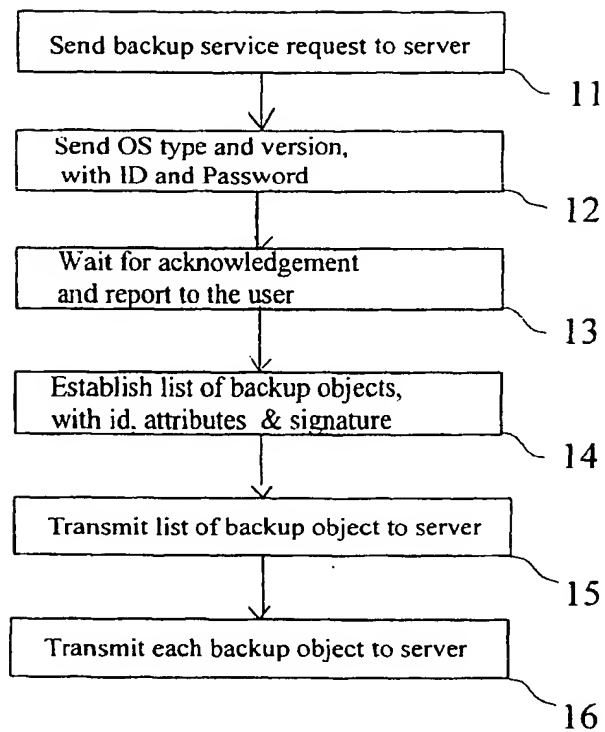 Send backup service request to server
11
Send OS type and version,
with ID and Password
12
Wait for acknowledgement
and report to the user
13
Establish list of backup objects,
with id, attributes & signature
14
Transmit list of backup object to server
15
Transmit each backup object to server
16